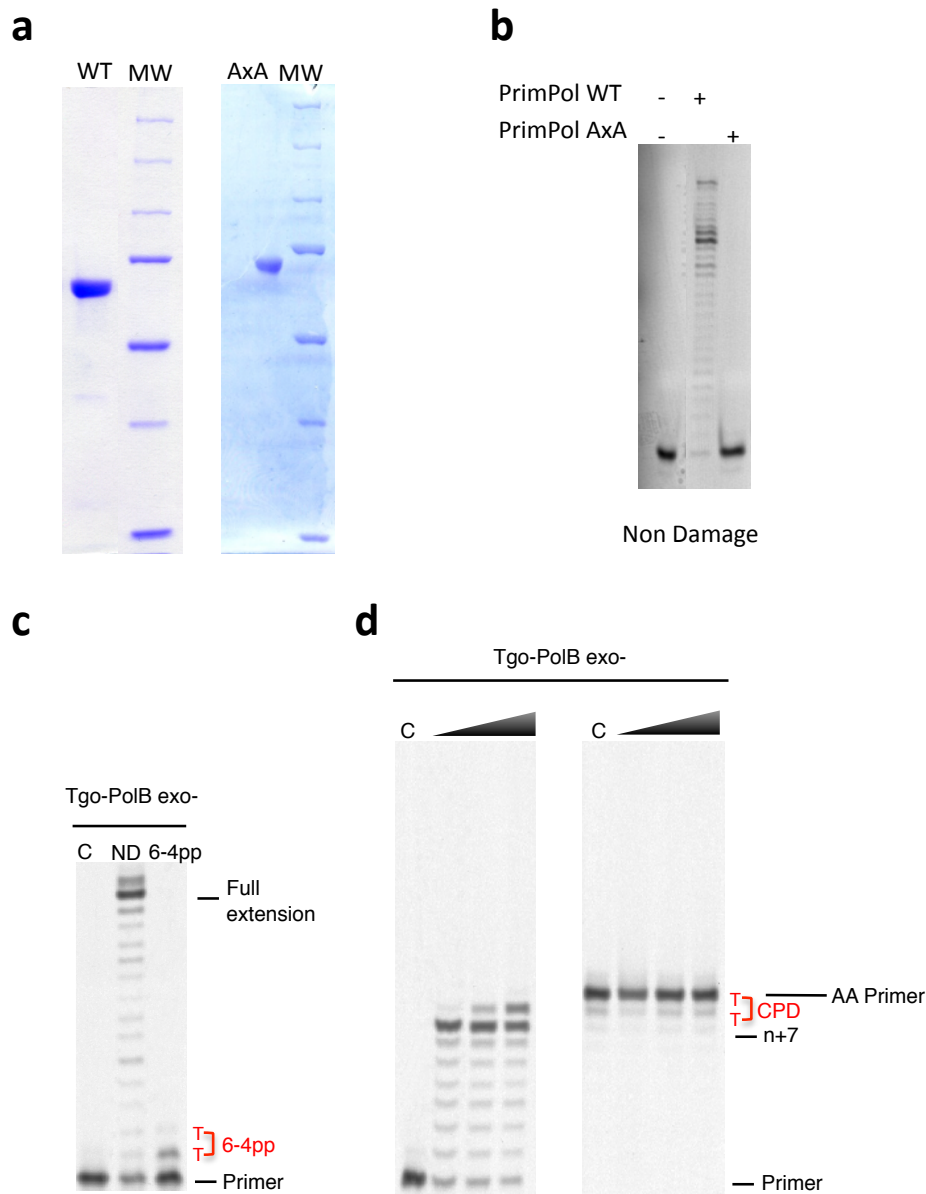 a
WT MW
AxA MW
b
PrimPol WT - +
PrimPol AxA - +
Non Damage
c
Tgo-PolB exo-
C ND 6-4pp
Full
extension
T
T
6-4pp
Primer
d
Tgo-PolB exo-
C
C
AA Primer
T
T
CPD
n+7
Primer